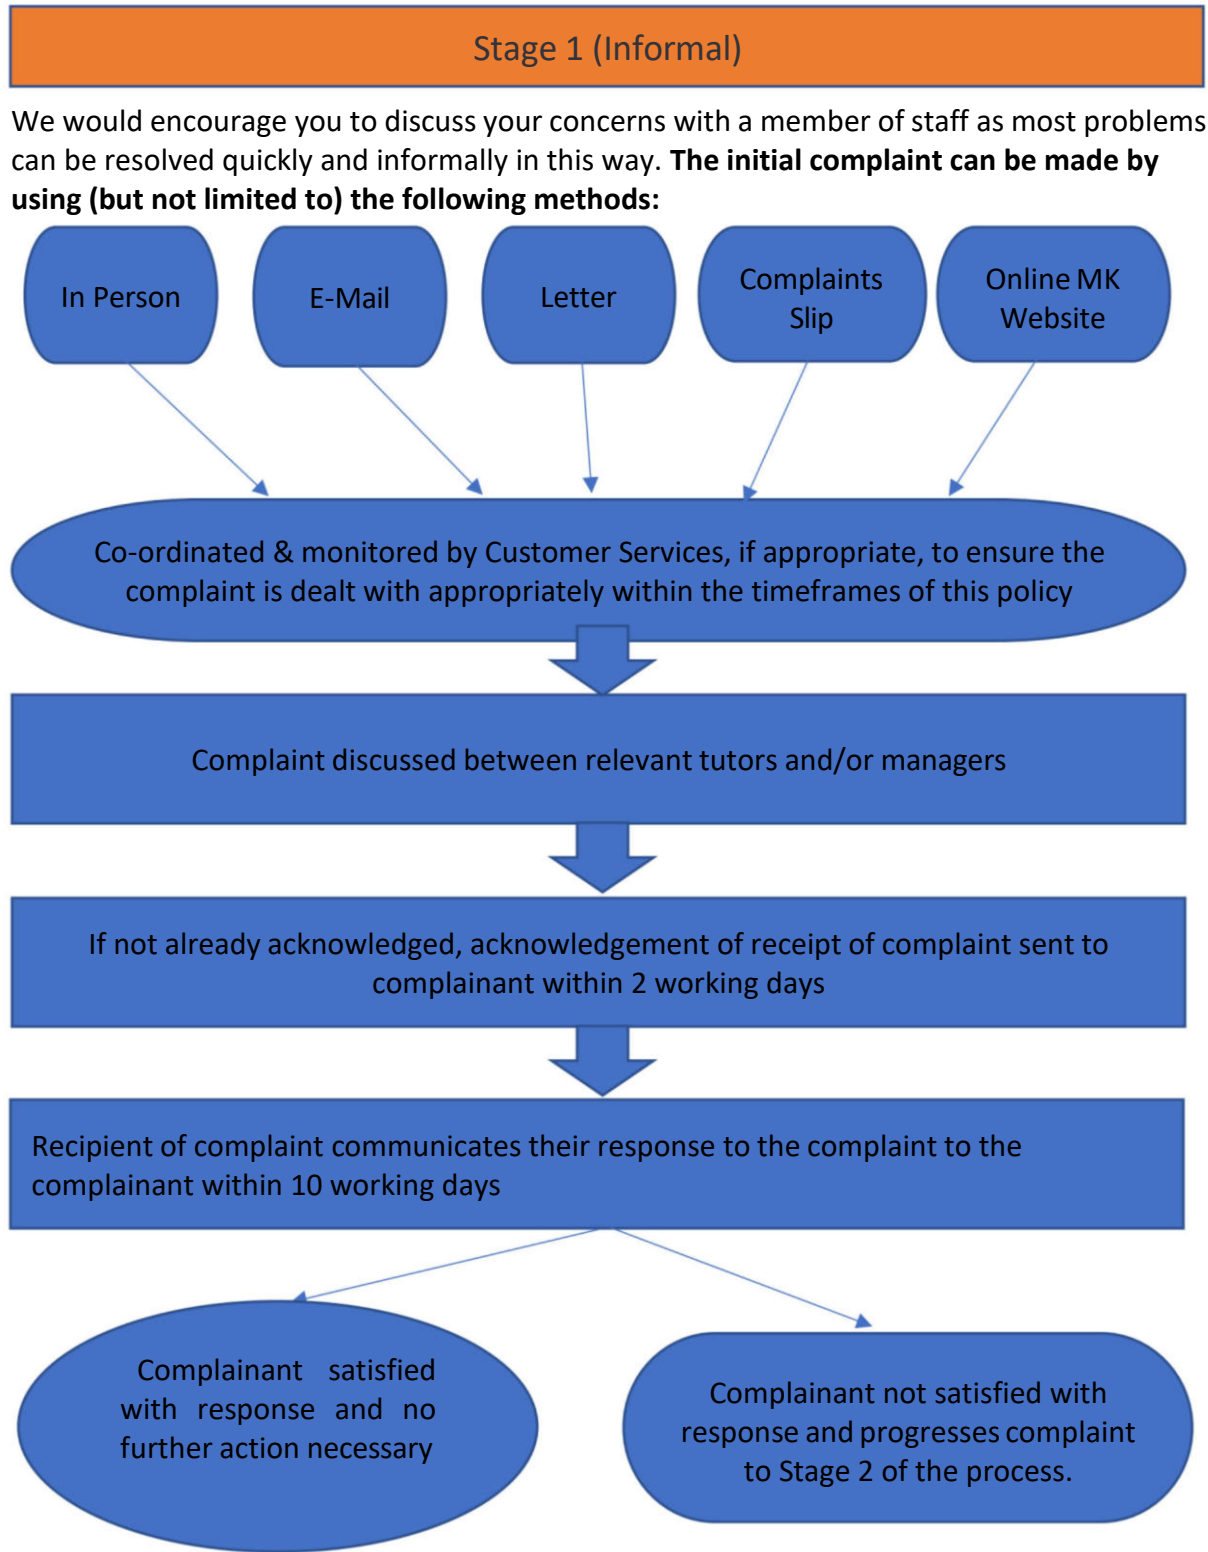 Stage 1 (Informal)
We would encourage you to discuss your concerns with a member of staff as most problems
can be resolved quickly and informally in this way. The initial complaint can be made by
using (but not limited to) the following methods:
In Person
E-Mail
Letter
Complaints
Slip
Online MK
Website
Co-ordinated & monitored by Customer Services, if appropriate, to ensure the
complaint is dealt with appropriately within the timeframes of this policy
Complaint discussed between relevant tutors and/or managers
If not already acknowledged, acknowledgement of receipt of complaint sent to
complainant within 2 working days
Recipient of complaint communicates their response to the complaint to the
complainant within 10 working days
Complainant satisfied
with response and no
further action necessary
Complainant not satisfied with
response and progresses complaint
to Stage 2 of the process.